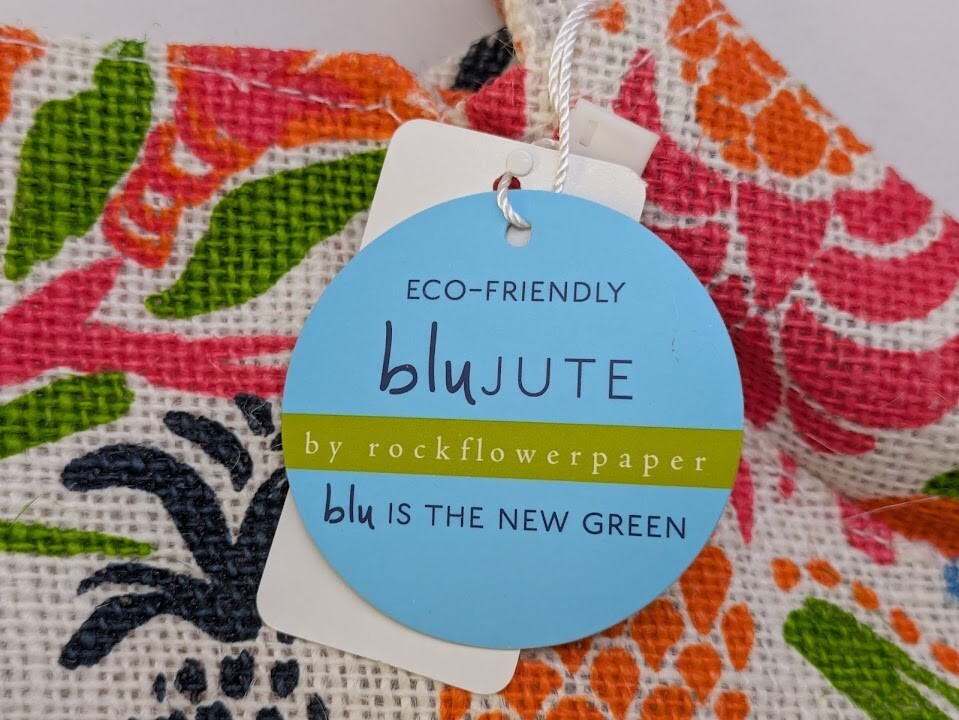 ECO-FRIENDLY
bluJUTE
by rockflowerpaper
blu IS THE NEW GREEN